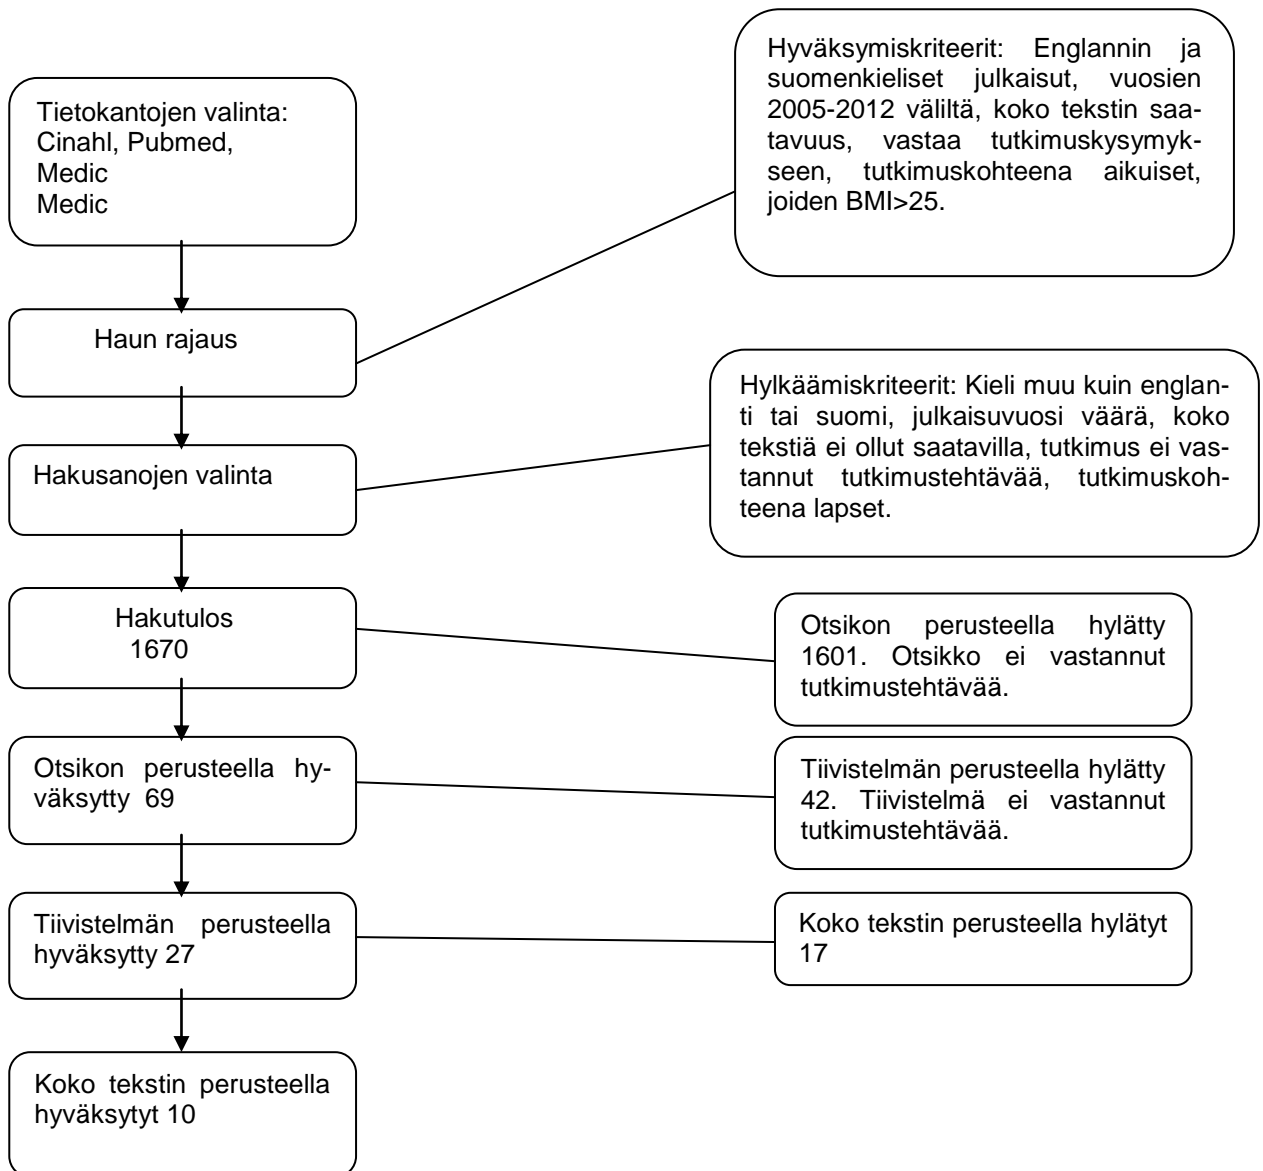 Tietokantojen valinta:
Cinahl, Pubmed,
Medic
Medic
Hyväksymiskriteerit: Englannin ja
suomenkieliset julkaisut, vuosien
2005-2012 väliltä, koko tekstin saa-
tavuus, vastaa tutkimuskysymyk-
seen, tutkimuskohteena aikuiset,
joiden BMI>25.
Haun rajaus
Hakusanojen valinta
Hylkäämiskriteerit: Kieli muu kuin englan-
ti tai suomi, julkaisuvuosi väärä, koko
tekstiä ei ollut saatavilla, tutkimus ei vas-
tannut tutkimustehtävää, tutkimuskoh-
teena lapset.
Hakutulos
1670
Otsikon perusteella hylätty
1601. Otsikko ei vastannut
tutkimustehtävää.
Otsikon perusteella hy-
väksytty 69
Tiivistelmän perusteella hylätty
42. Tiivistelmä ei vastannut
tutkimustehtävää.
Tiivistelmän perusteella
hyväksytty 27
Koko tekstin perusteella hylätyt
17
Koko tekstin perusteella
hyväksytyt 10